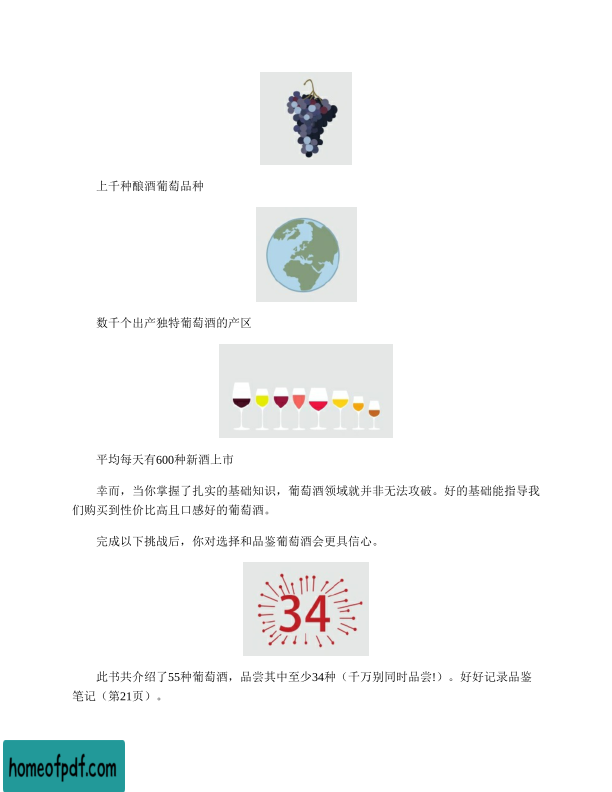 上千种酿酒葡萄品种
数千个出产独特葡萄酒的产区
平均每天有600种新酒上市
幸而，当你掌握了扎实的基础知识，葡萄酒领域就并非无法攻破。好的基础能指导我
们购买到性价比高且口感好的葡萄酒。
完成以下挑战后，你对选择和品鉴葡萄酒会更具信心。
34
此书共介绍了55种葡萄酒，品尝其中至少34种（千万别同时品尝!）。好好记录品鉴
笔记（第21页）。
homeofpdf.com